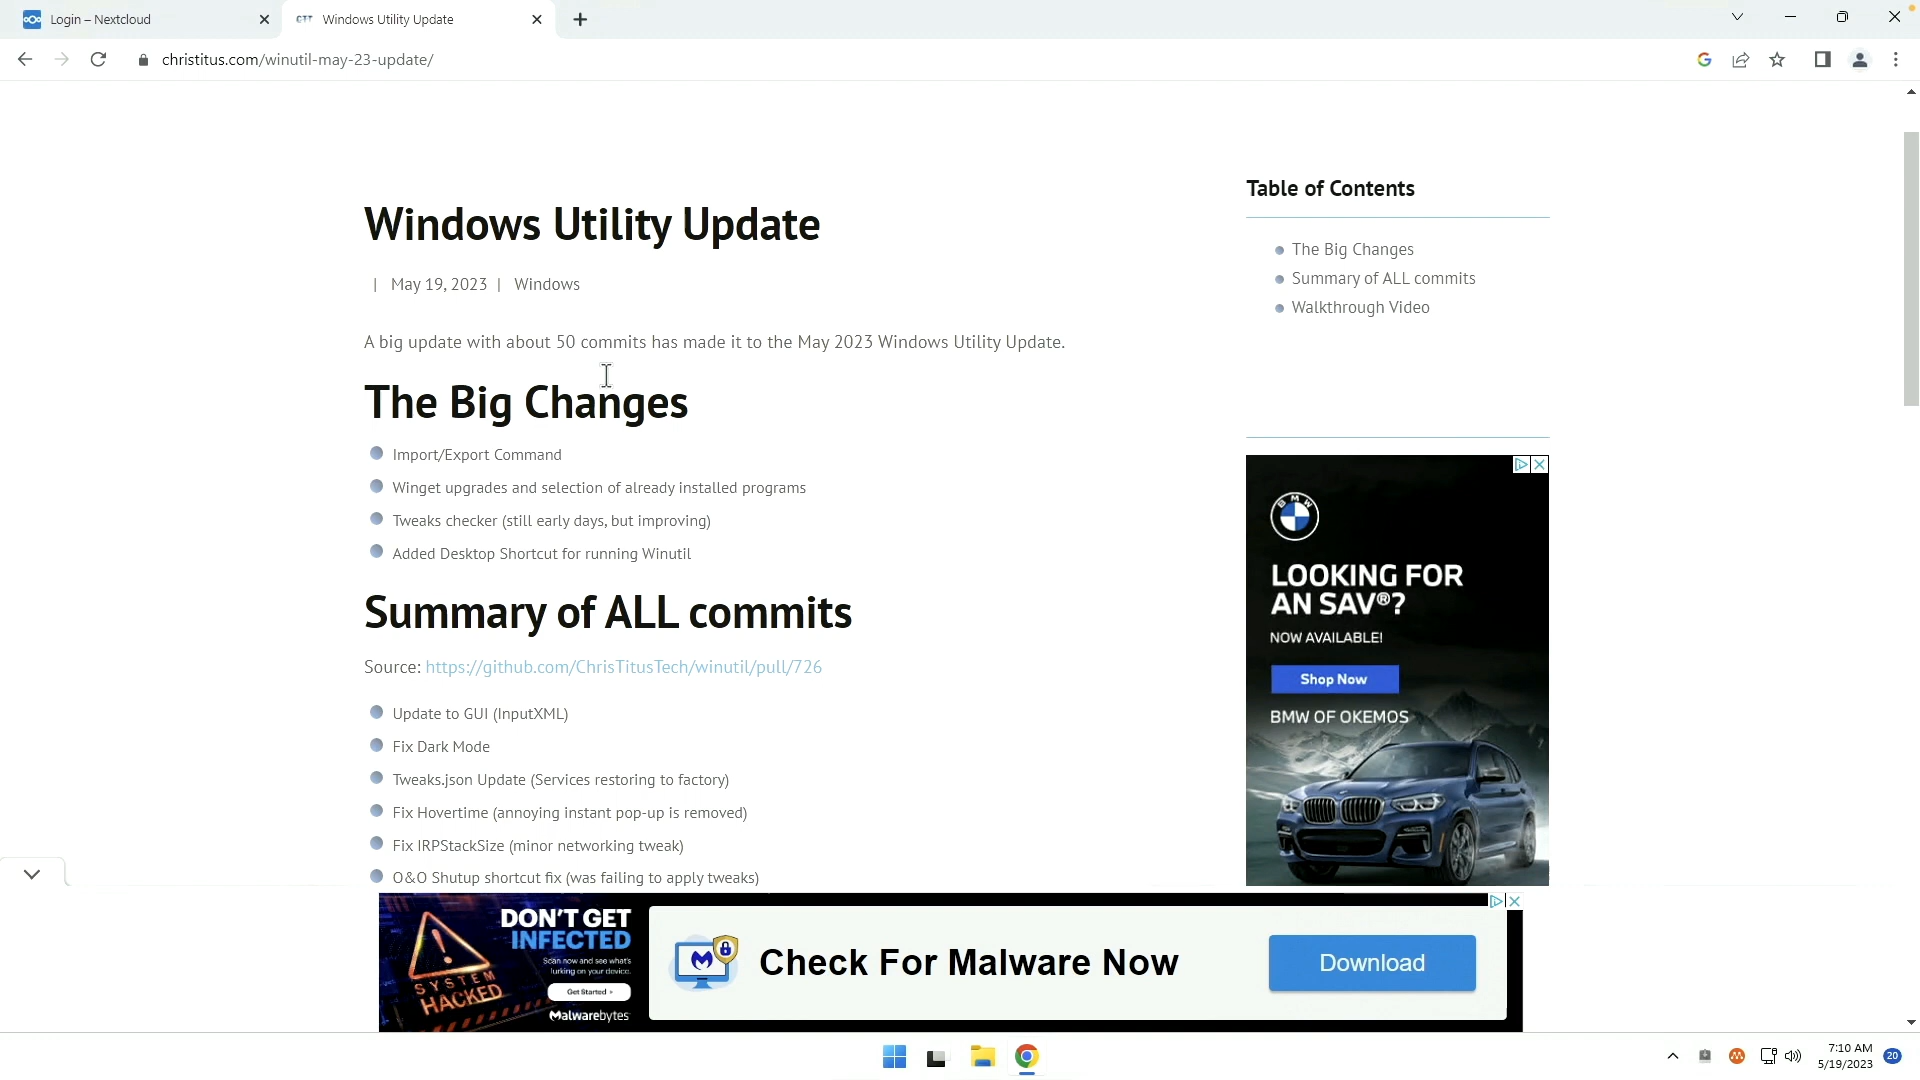 Login – Nextcloud
Windows Utility Update
christitus.com/winutil-may-23-update/
Windows Utility Update
| May 19, 2023 | Windows
A big update with about 50 commits has made it to the May 2023 Windows Utility Update.
The Big Changes
Import/Export Command
Winget upgrades and selection of already installed programs
Tweaks checker (still early days, but improving)
Added Desktop Shortcut for running Winutil
Summary of ALL commits
Source: https://github.com/ChrisTitusTech/winutil/pull/726
Update to GUI (InputXML)
Fix Dark Mode
Tweaks.json Update (Services restoring to factory)
Fix Hovertime (annoying instant pop-up is removed)
Fix IRPStackSize (minor networking tweak)
O&O Shutup shortcut fix (was failing to apply tweaks)
Table of Contents
The Big Changes
Summary of ALL commits
Walkthrough Video
BMW
LOOKING FOR
AN SAV®?
NOW AVAILABLE!
Shop Now
BMW OF OKEMOS
SYSTEM
HACKED
DON'T GET
INFECTED
Scan now and see what's
lurking on your device.
Get Started
Malwarebytes
Check For Malware Now
Download
7:10 AM
5/19/2023
20